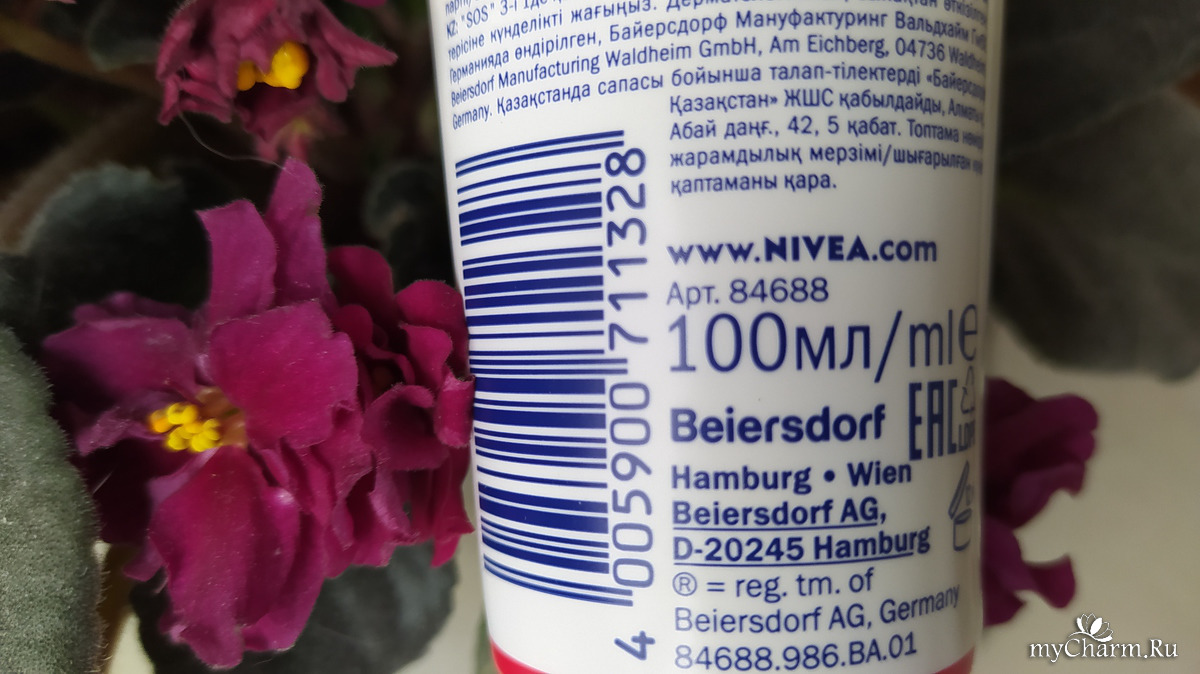 KZ: "SOS" 3-і
терісіне күнделікті жағыңыз.
Германияда өндірілген, Байерсдорф Мануфактуринг Вальдхайм
Beiersdorf Manufacturing Waldheim GmbH, Am Eichberg, 04736
Germany. Қазақстанда сапасы бойынша талап-тілектерді
Қазақстан» ЖШС қабылдайды,
Абай даңғ., 42, 5 қабат. Топтама
жарамдылық мерзімі/шығарылған
қаптаманы қара.
www.NIVEA.com
Арт. 84688
100мл/ml e
EAC
Beiersdorf
Hamburg • Wien
Beiersdorf AG,
D-20245 Hamburg
® = reg. tm. of
Beiersdorf AG, Germany
84688.986.BA.01
4 005900 711328
myCharm.Ru